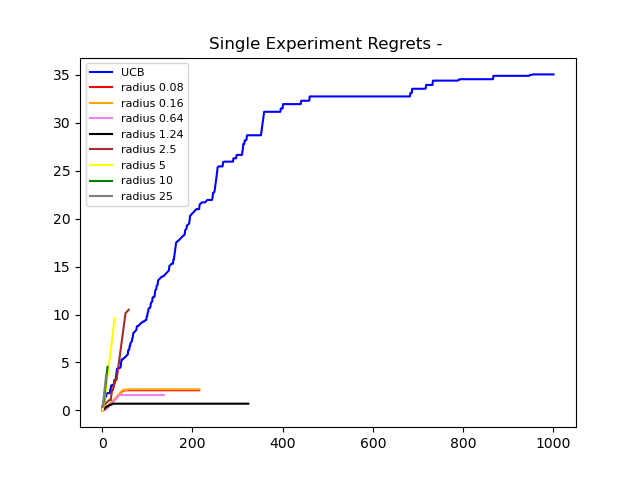 Single Experiment Regrets -
35
30
25
20
15
10
5
0
UCB
radius 0.08
radius 0.16
radius 0.64
radius 1.24
radius 2.5
radius 5
radius 10
radius 25
0 200 400 600 800 1000